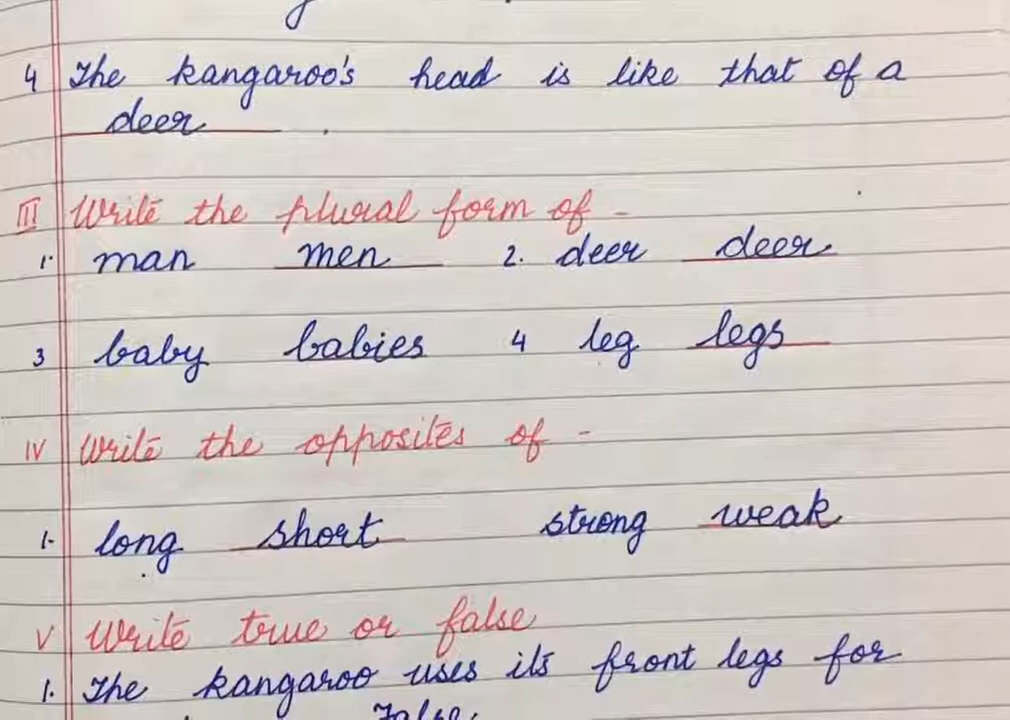 4 The kangaroo's head is like that of a
deer .
III Write the plural form of -
1. man men 2. deer deer
3 baby babies 4 leg legs
IV Write the opposites of -
1. long short strong weak
V Write true or false
1. The kangaroo uses its front legs for
False.